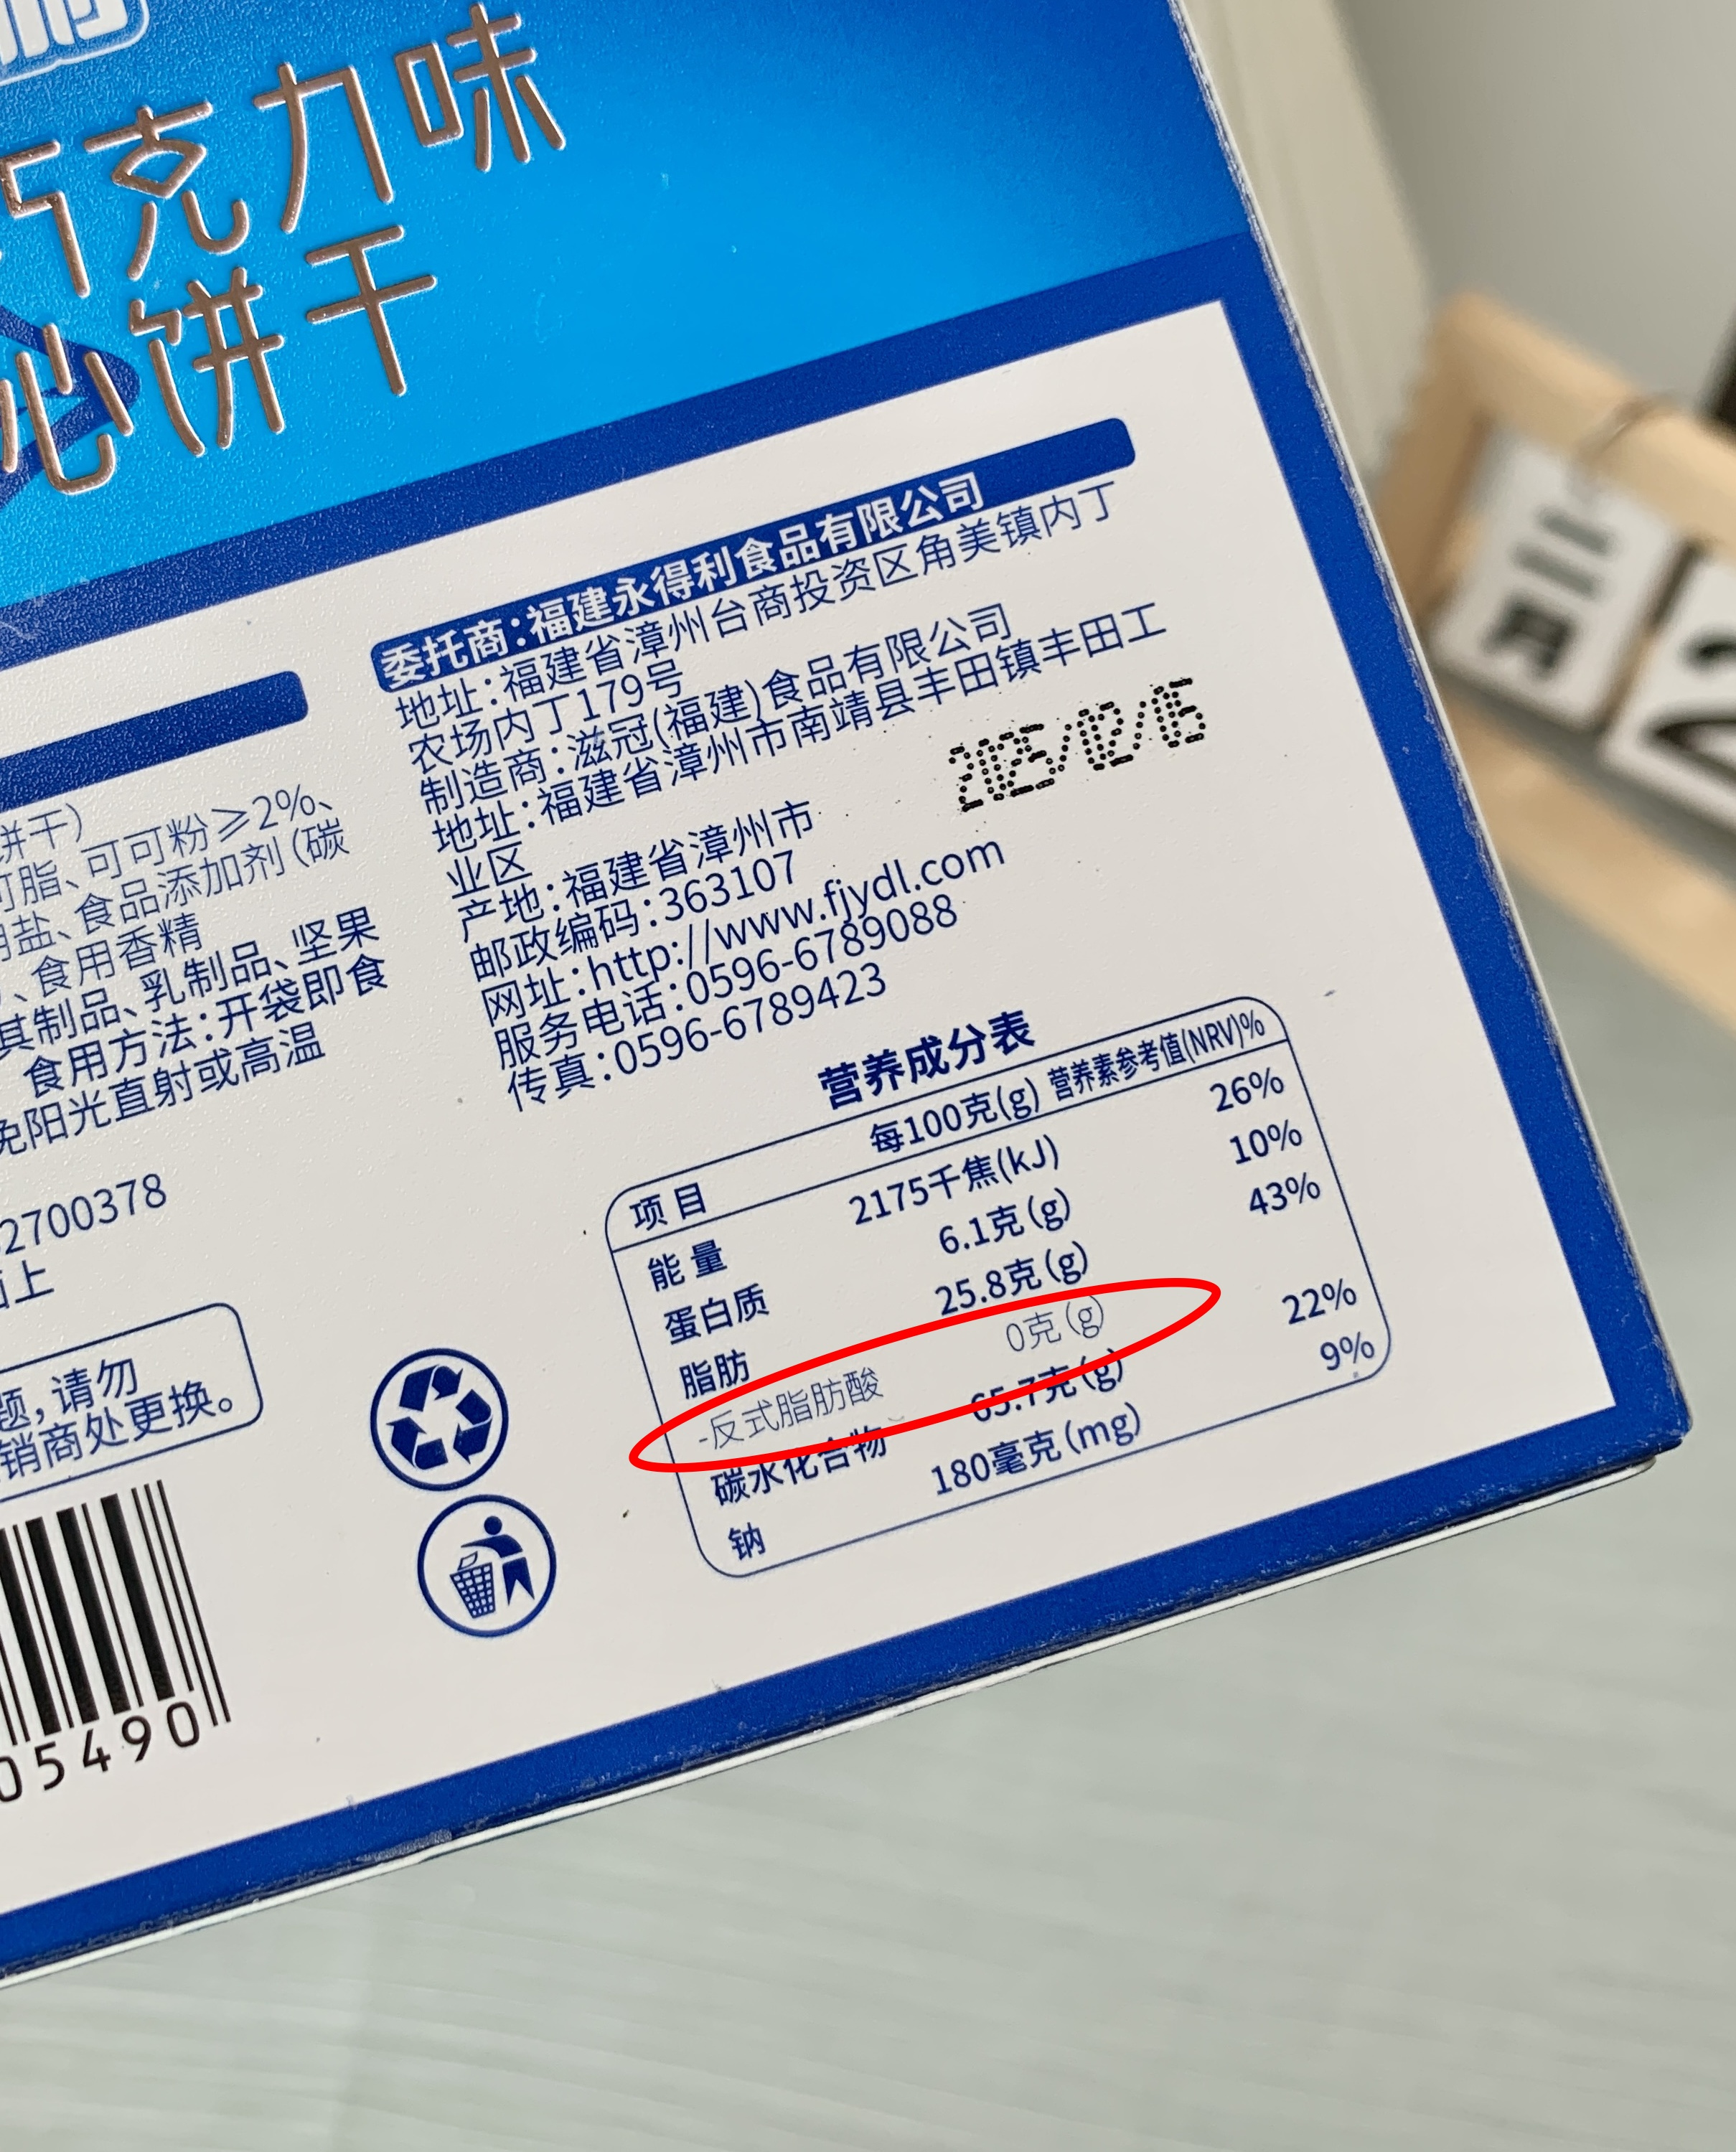 巧克力味
心饼干
饼干)
可脂、可可粉≥2%、
用盐、食品添加剂(碳
、食用香精
其制品、乳制品、坚果
食用方法:开袋即食
免阳光直射或高温
2700378
面上
题,请勿
销商处更换。
05490
委托商:福建永得利食品有限公司
地址:福建省漳州台商投资区角美镇内丁
农场内丁179号
制造商:滋冠(福建)食品有限公司
地址:福建省漳州市南靖县丰田镇丰田工
业区
产地:福建省漳州市
邮政编码:363107
网址:http://www.fjydl.com
服务电话:0596-6789088
传真:0596-6789423
营养成分表
项目 每100克(g) 营养素参考值(NRV)%
能量 2175千焦(kJ) 26%
蛋白质 6.1克(g) 10%
脂肪 25.8克(g) 43%
-反式脂肪酸 0克(g)
碳水化合物 65.7克(g) 22%
钠 180毫克(mg) 9%
月
2